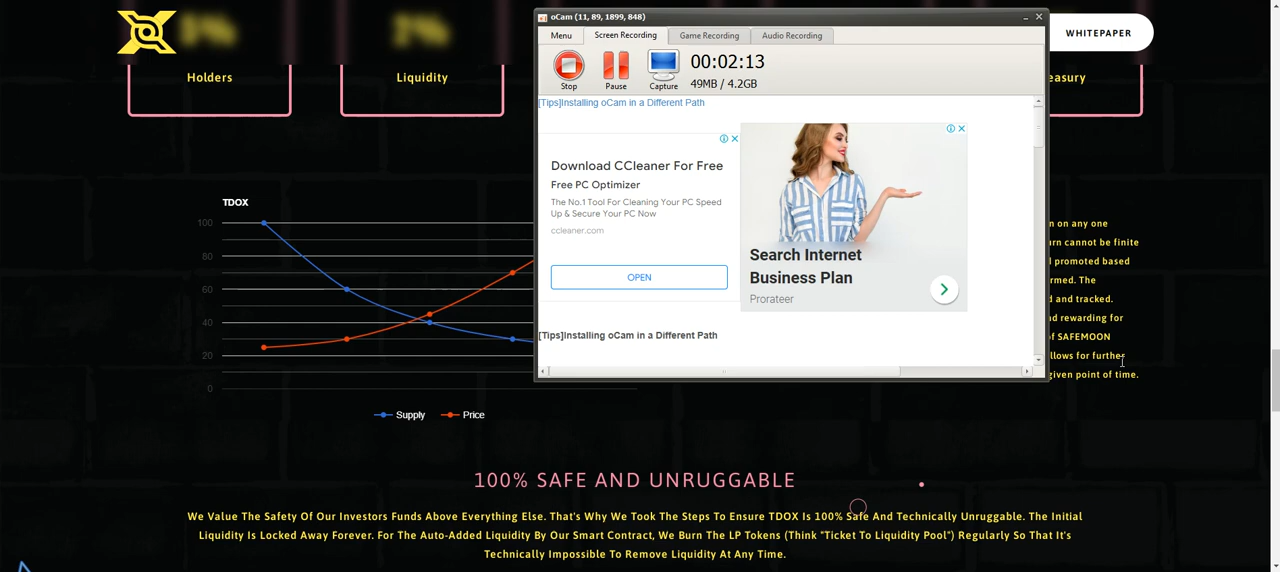 1%
WHITEPAPER
Holders
Liquidity
easury
oCam (11, 89, 1899, 848)
Menu
Screen Recording
Game Recording
Audio Recording
00:02:13
49MB / 4.2GB
Stop
Pause
Capture
[Tips]Installing oCam in a Different Path
Download CCleaner For Free
Free PC Optimizer
The No.1 Tool For Cleaning Your PC Speed
Up & Secure Your PC Now
ccleaner.com
OPEN
Search Internet
Business Plan
Prorateer
[Tips]Installing oCam in a Different Path
TDOX
100
80
60
40
20
0
Supply
Price
on any one
urn cannot be finite
promoted based
rmed. The
d and tracked.
nd rewarding for
of SAFEMOON
llows for further
given point of time.
100% SAFE AND UNRUGGABLE
We Value The Safety Of Our Investors Funds Above Everything Else. That's Why We Took The Steps To Ensure TDOX Is 100% Safe And Technically Unruggable. The Initial
Liquidity Is Locked Away Forever. For The Auto-Added Liquidity By Our Smart Contract, We Burn The LP Tokens (Think "Ticket To Liquidity Pool") Regularly So That It's
Technically Impossible To Remove Liquidity At Any Time.